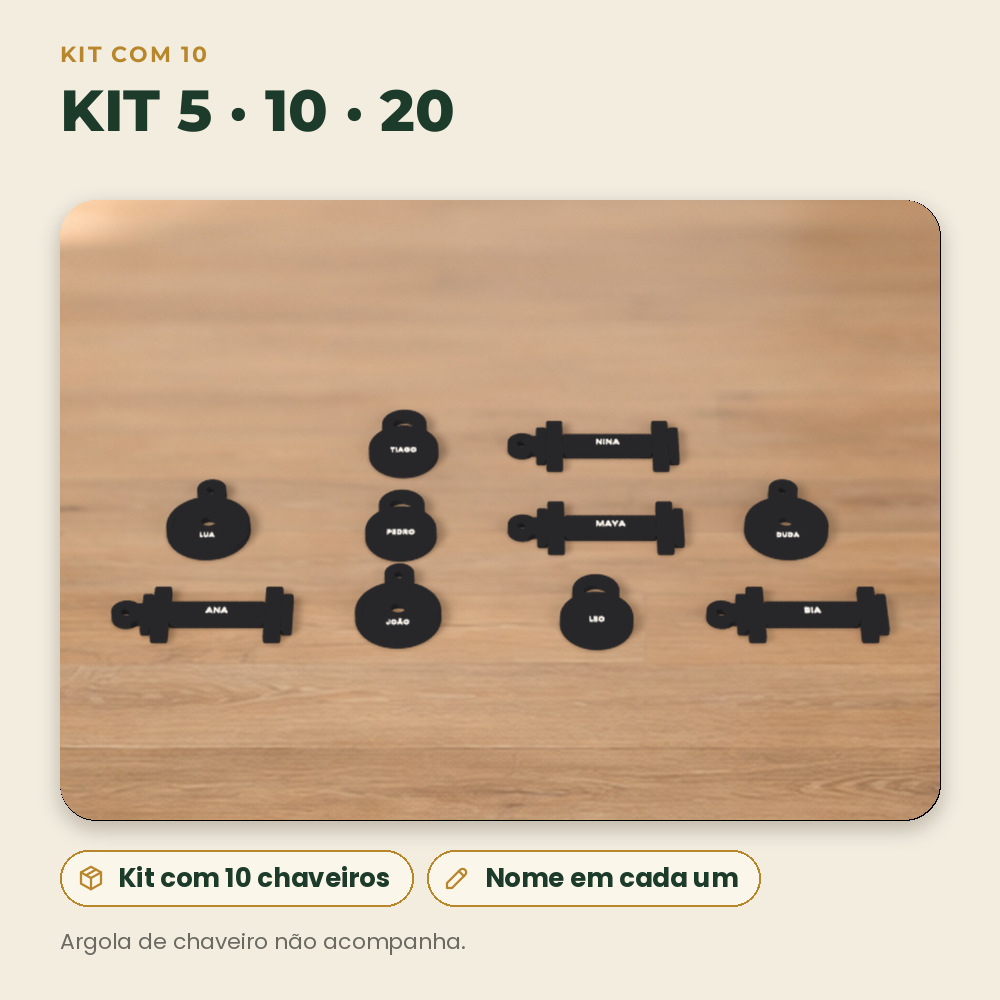 KIT COM 10
KIT 5 • 10 • 20
TIAGO
NINA
LUA
PEDRO
MAYA
DUDA
ANA
JOÃO
LEO
BIA
Kit com 10 chaveiros
Nome em cada um
Argola de chaveiro não acompanha.